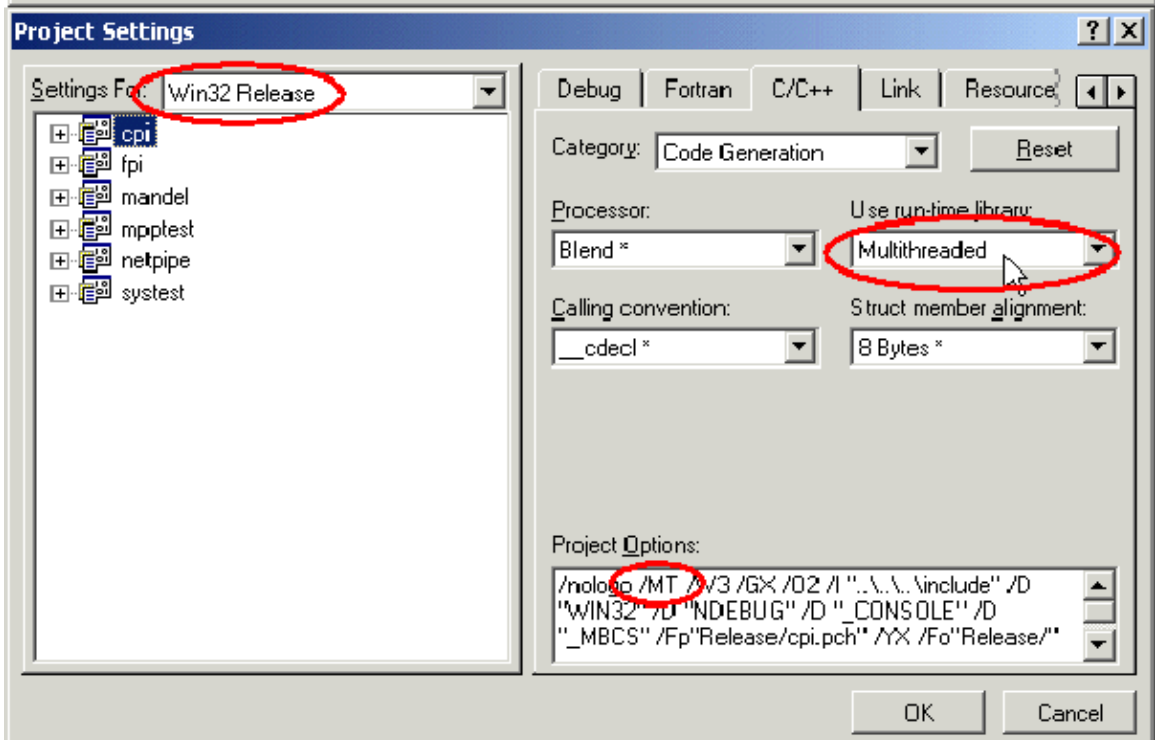 Project Settings
Settings For: Win32 Release
cpi
fpi
mandel
mpptest
netpipe
systest
Debug Fortran C/C++ Link Resource
Category: Code Generation Reset
Processor: Use run-time library:
Blend * Multithreaded
Calling convention: Struct member alignment:
__cdecl * 8 Bytes *
Project Options:
/nologo /MT /W3 /GX /O2 /I "..\..\..\include" /D
"WIN32" /D "NDEBUG" /D "_CONSOLE" /D
"_MBCS" /Fp"Release/cpi.pch" /YX /Fo"Release/"
OK Cancel